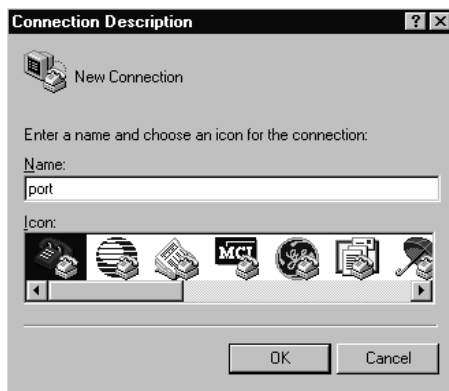 Connection Description
New Connection
Enter a name and choose an icon for the connection:
Name:
port
Icon:
MCI
OK
Cancel